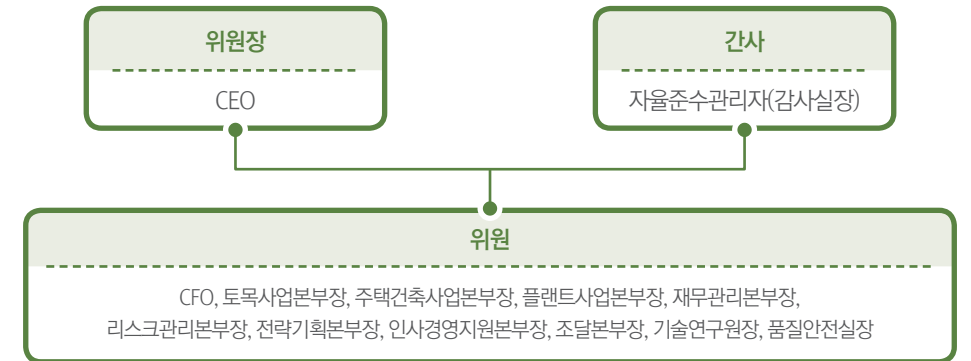 위원장
CEO
간사
자율준수관리자(감사실장)
위원
CFO, 토목사업본부장, 주택건축사업본부장, 플랜트사업본부장, 재무관리본부장,
리스크관리본부장, 전략기획본부장, 인사경영지원본부장, 조달본부장, 기술연구원장, 품질안전실장